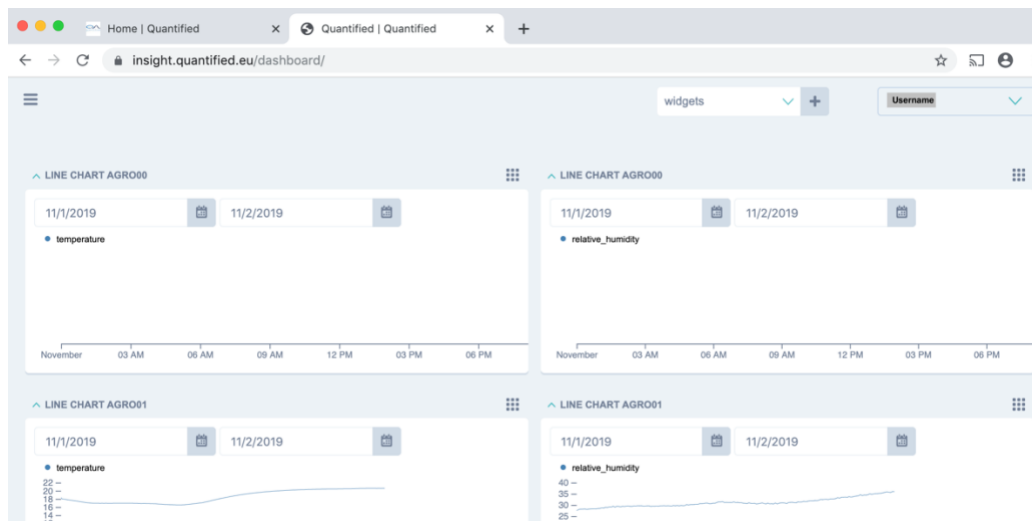 Home | Quantified
Quantified | Quantified
insight.quantified.eu/dashboard/
widgets
Username
LINE CHART AGRO00
11/1/2019 11/2/2019
temperature
November 03 AM 06 AM 09 AM 12 PM 03 PM 06 PM
LINE CHART AGRO00
11/1/2019 11/2/2019
relative_humidity
November 03 AM 06 AM 09 AM 12 PM 03 PM 06 PM
LINE CHART AGRO01
11/1/2019 11/2/2019
temperature
22
20
18
16
14
LINE CHART AGRO01
11/1/2019 11/2/2019
relative_humidity
40
35
30
25